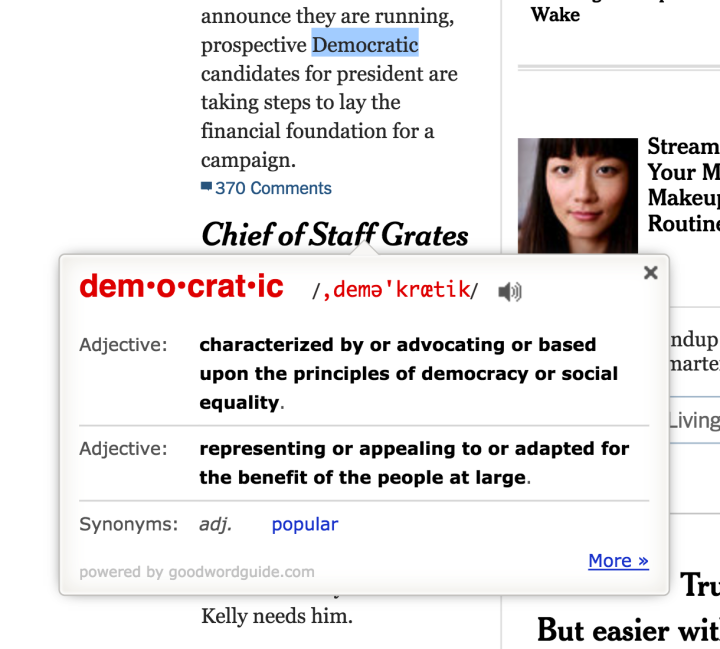 announce they are running,
prospective Democratic
candidates for president are
taking steps to lay the
financial foundation for a
campaign.
370 Comments
Chief of Staff Grates
dem•o•crat•ic /ˌdemə'krætik/
Adjective: characterized by or advocating or based
upon the principles of democracy or social
equality.
Adjective: representing or appealing to or adapted for
the benefit of the people at large.
Synonyms: adj. popular
More »
powered by goodwordguide.com
Kelly needs him.
Wake
Stream
Your M
Makeup
Routine
ndup
marte
Living
Tru
But easier wit